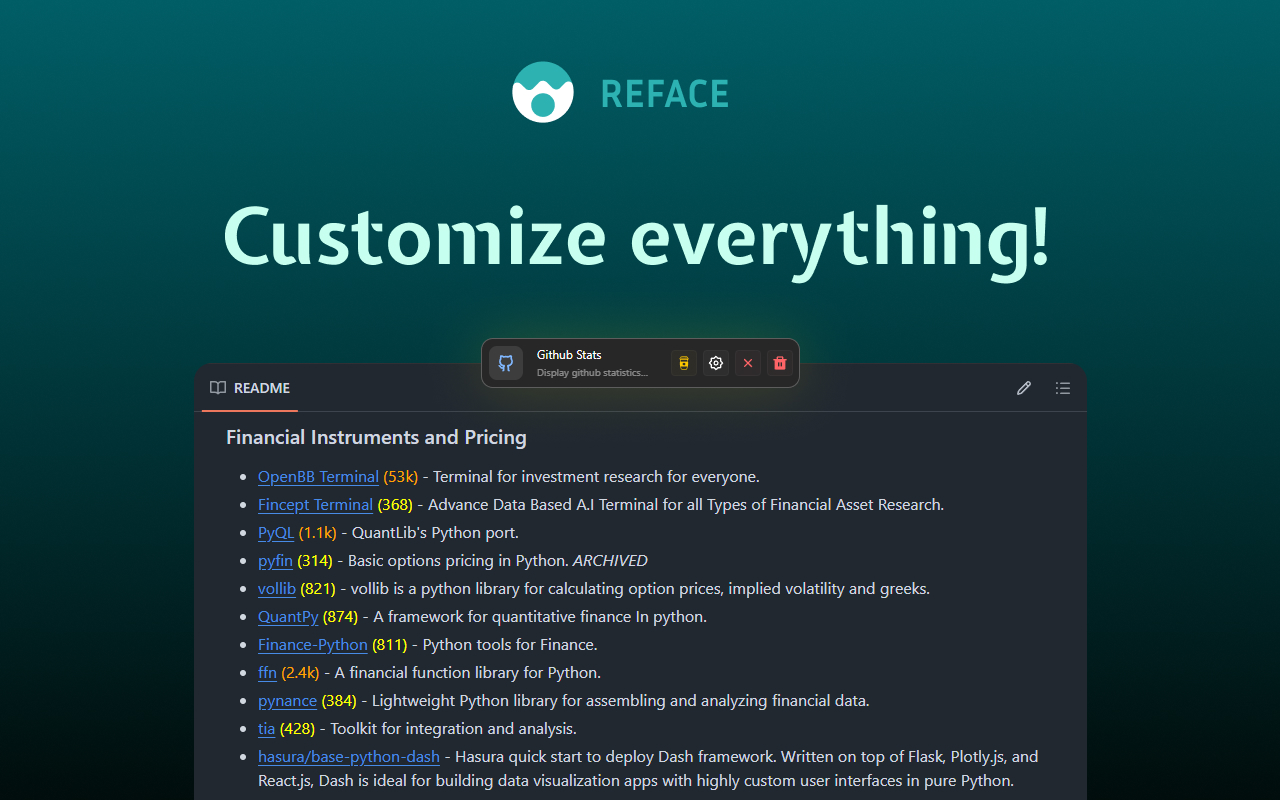 REFACE
Customize everything!
Github Stats
Display github statistics...
README
Financial Instruments and Pricing
OpenBB Terminal (53k) - Terminal for investment research for everyone.
Fincept Terminal (368) - Advance Data Based A.I Terminal for all Types of Financial Asset Research.
PyQL (1.1k) - QuantLib's Python port.
pyfin (314) - Basic options pricing in Python. ARCHIVED
vollib (821) - vollib is a python library for calculating option prices, implied volatility and greeks.
QuantPy (874) - A framework for quantitative finance In python.
Finance-Python (811) - Python tools for Finance.
ffn (2.4k) - A financial function library for Python.
pynance (384) - Lightweight Python library for assembling and analyzing financial data.
tia (428) - Toolkit for integration and analysis.
hasura/base-python-dash - Hasura quick start to deploy Dash framework. Written on top of Flask, Plotly.js, and
React.js, Dash is ideal for building data visualization apps with highly custom user interfaces in pure Python.